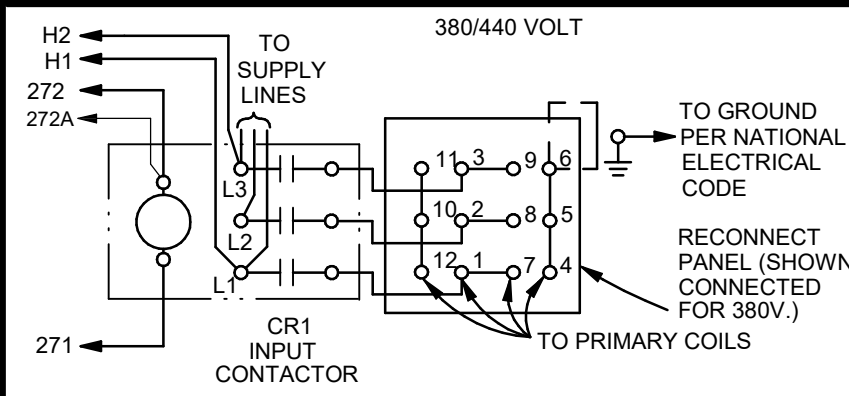 380/440 VOLT
H2
H1
272
272A
TO
SUPPLY
LINES
L3
L2
L1
271
CR1
INPUT
CONTACTOR
11 3 9 6
10 2 8 5
12 1 7 4
TO GROUND
PER NATIONAL
ELECTRICAL
CODE
RECONNECT
PANEL (SHOWN
CONNECTED
FOR 380V.)
TO PRIMARY COILS